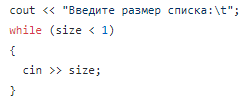 cout << "Введите размер списка:\t";
while (size < 1)
{
cin >> size;
}